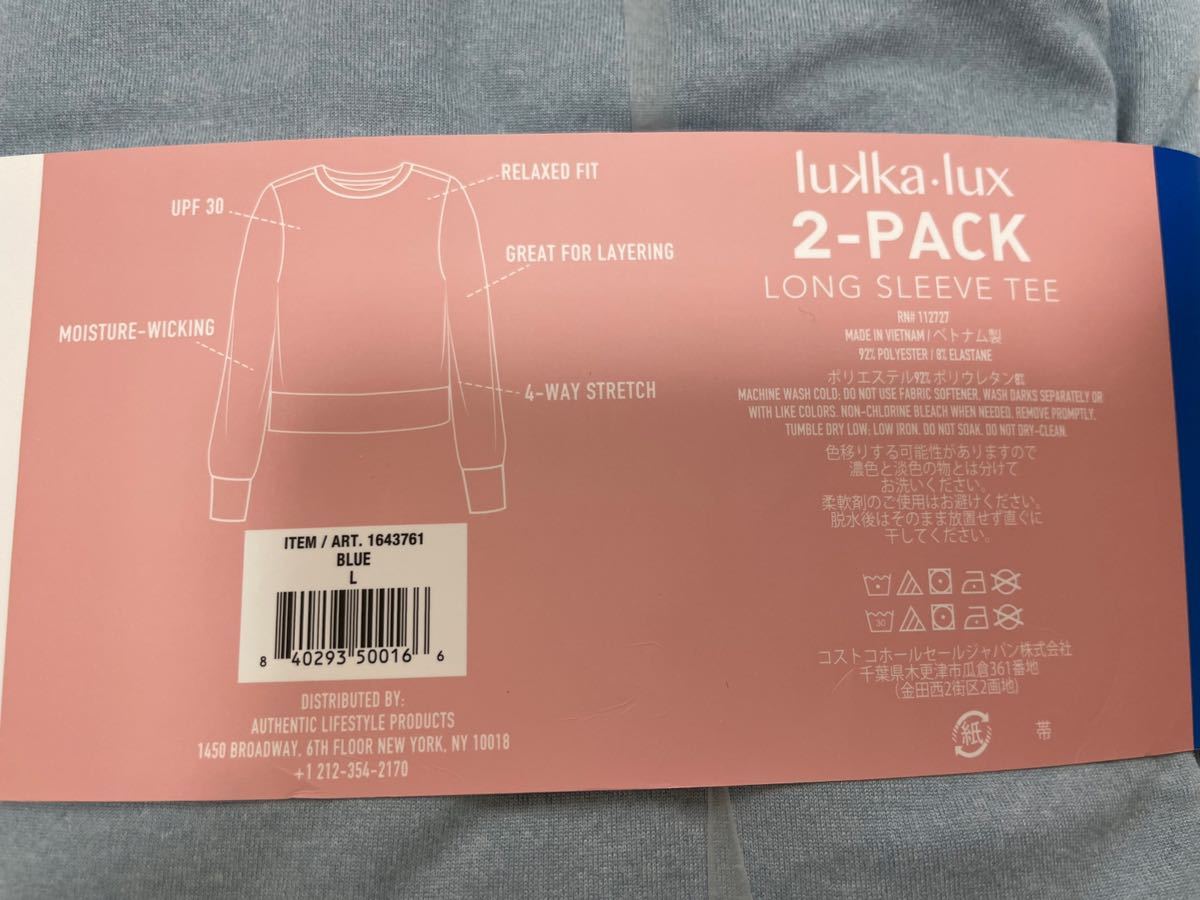 UPF 30
RELAXED FIT
GREAT FOR LAYERING
MOISTURE-WICKING
4-WAY STRETCH
ITEM / ART. 1643761
BLUE
L
8 40293 50016 6
DISTRIBUTED BY:
AUTHENTIC LIFESTYLE PRODUCTS
1450 BROADWAY, 6TH FLOOR NEW YORK, NY 10018
+1 212-354-2170
lukka·lux
2-PACK
LONG SLEEVE TEE
RN# 112727
MADE IN VIETNAM / ベトナム製
92% POLYESTER / 8% ELASTANE
ポリエステル92% ポリウレタン8%
MACHINE WASH COLD; DO NOT USE FABRIC SOFTENER. WASH DARKS SEPARATELY OR
WITH LIKE COLORS. NON-CHLORINE BLEACH WHEN NEEDED. REMOVE PROMPTLY.
TUMBLE DRY LOW; LOW IRON. DO NOT SOAK. DO NOT DRY-CLEAN.
色移りする可能性がありますので
濃色と淡色の物とは分けて
お洗いください。
柔軟剤のご使用はお避けください。
脱水後はそのまま放置せず直ぐに
干してください。
30
コストコホールセールジャパン株式会社
千葉県木更津市瓜倉361番地
(金田西2街区2画地)
紙 帯